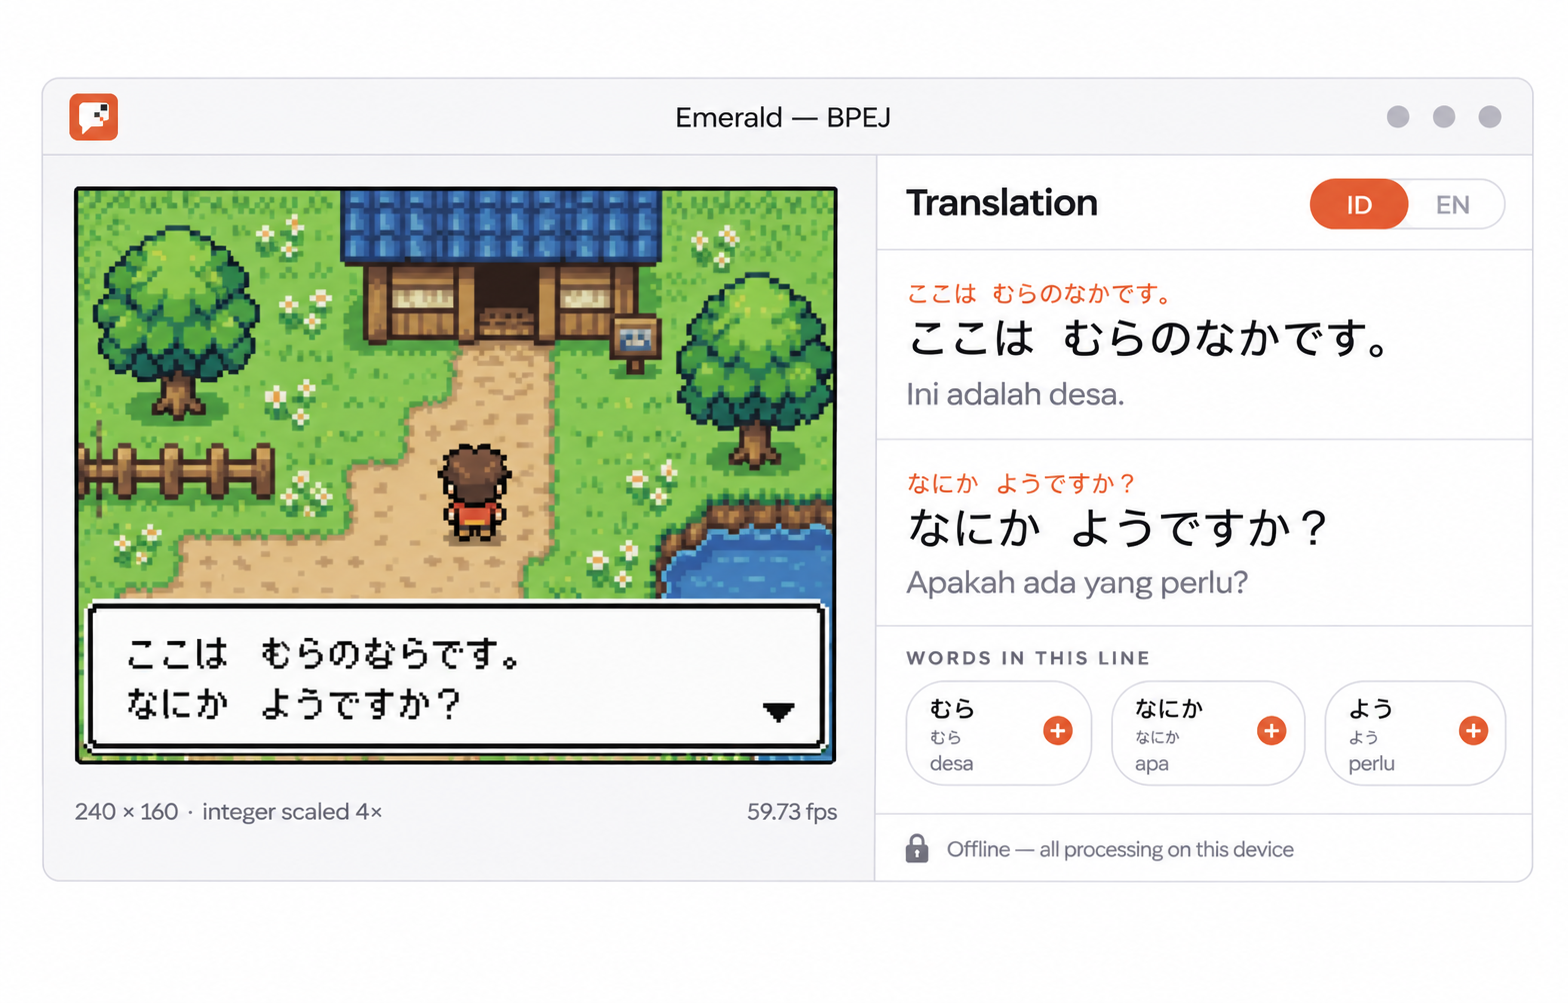 Emerald — BPEJ
ここは むらのならです。
なにか ようですか？
240 × 160 · integer scaled 4×
59.73 fps
Translation
ID
EN
ここは むらのなかです。
ここは むらのなかです。
Ini adalah desa.
なにか ようですか？
なにか ようですか？
Apakah ada yang perlu?
WORDS IN THIS LINE
むら
むら
desa
なにか
なにか
apa
よう
よう
perlu
Offline — all processing on this device